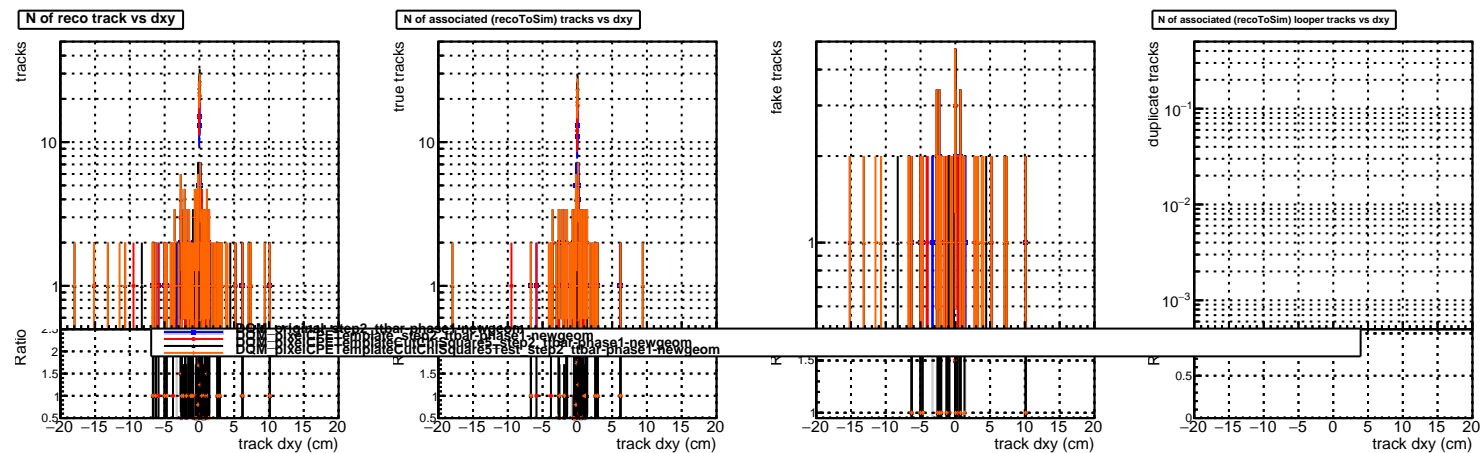 N of reco track vs dxy
tracks
10
1
Ratio
2.5
2
1.5
1
0.5
−20 −15 −10 −5 0 5 10 15 20
track dxy (cm)
N of associated (recoToSim) tracks vs dxy
true tracks
10
1
2
1.5
1
0.5
−20 −15 −10 −5 0 5 10 15 20
track dxy (cm)
fake tracks
1
1.5
1
−20 −15 −10 −5 0 5 10 15 20
track dxy (cm)
N of associated (recoToSim) looper tracks vs dxy
duplicate tracks
10−1
10−2
10−3
0.5
0
−20 −15 −10 −5 0 5 10 15 20
track dxy (cm)
DQM_original_step2_ttbar-phase1-newgeom
DQM_pixelCPETemplateCutChiSquare5Test_step2_ttbar-phase1-newgeom